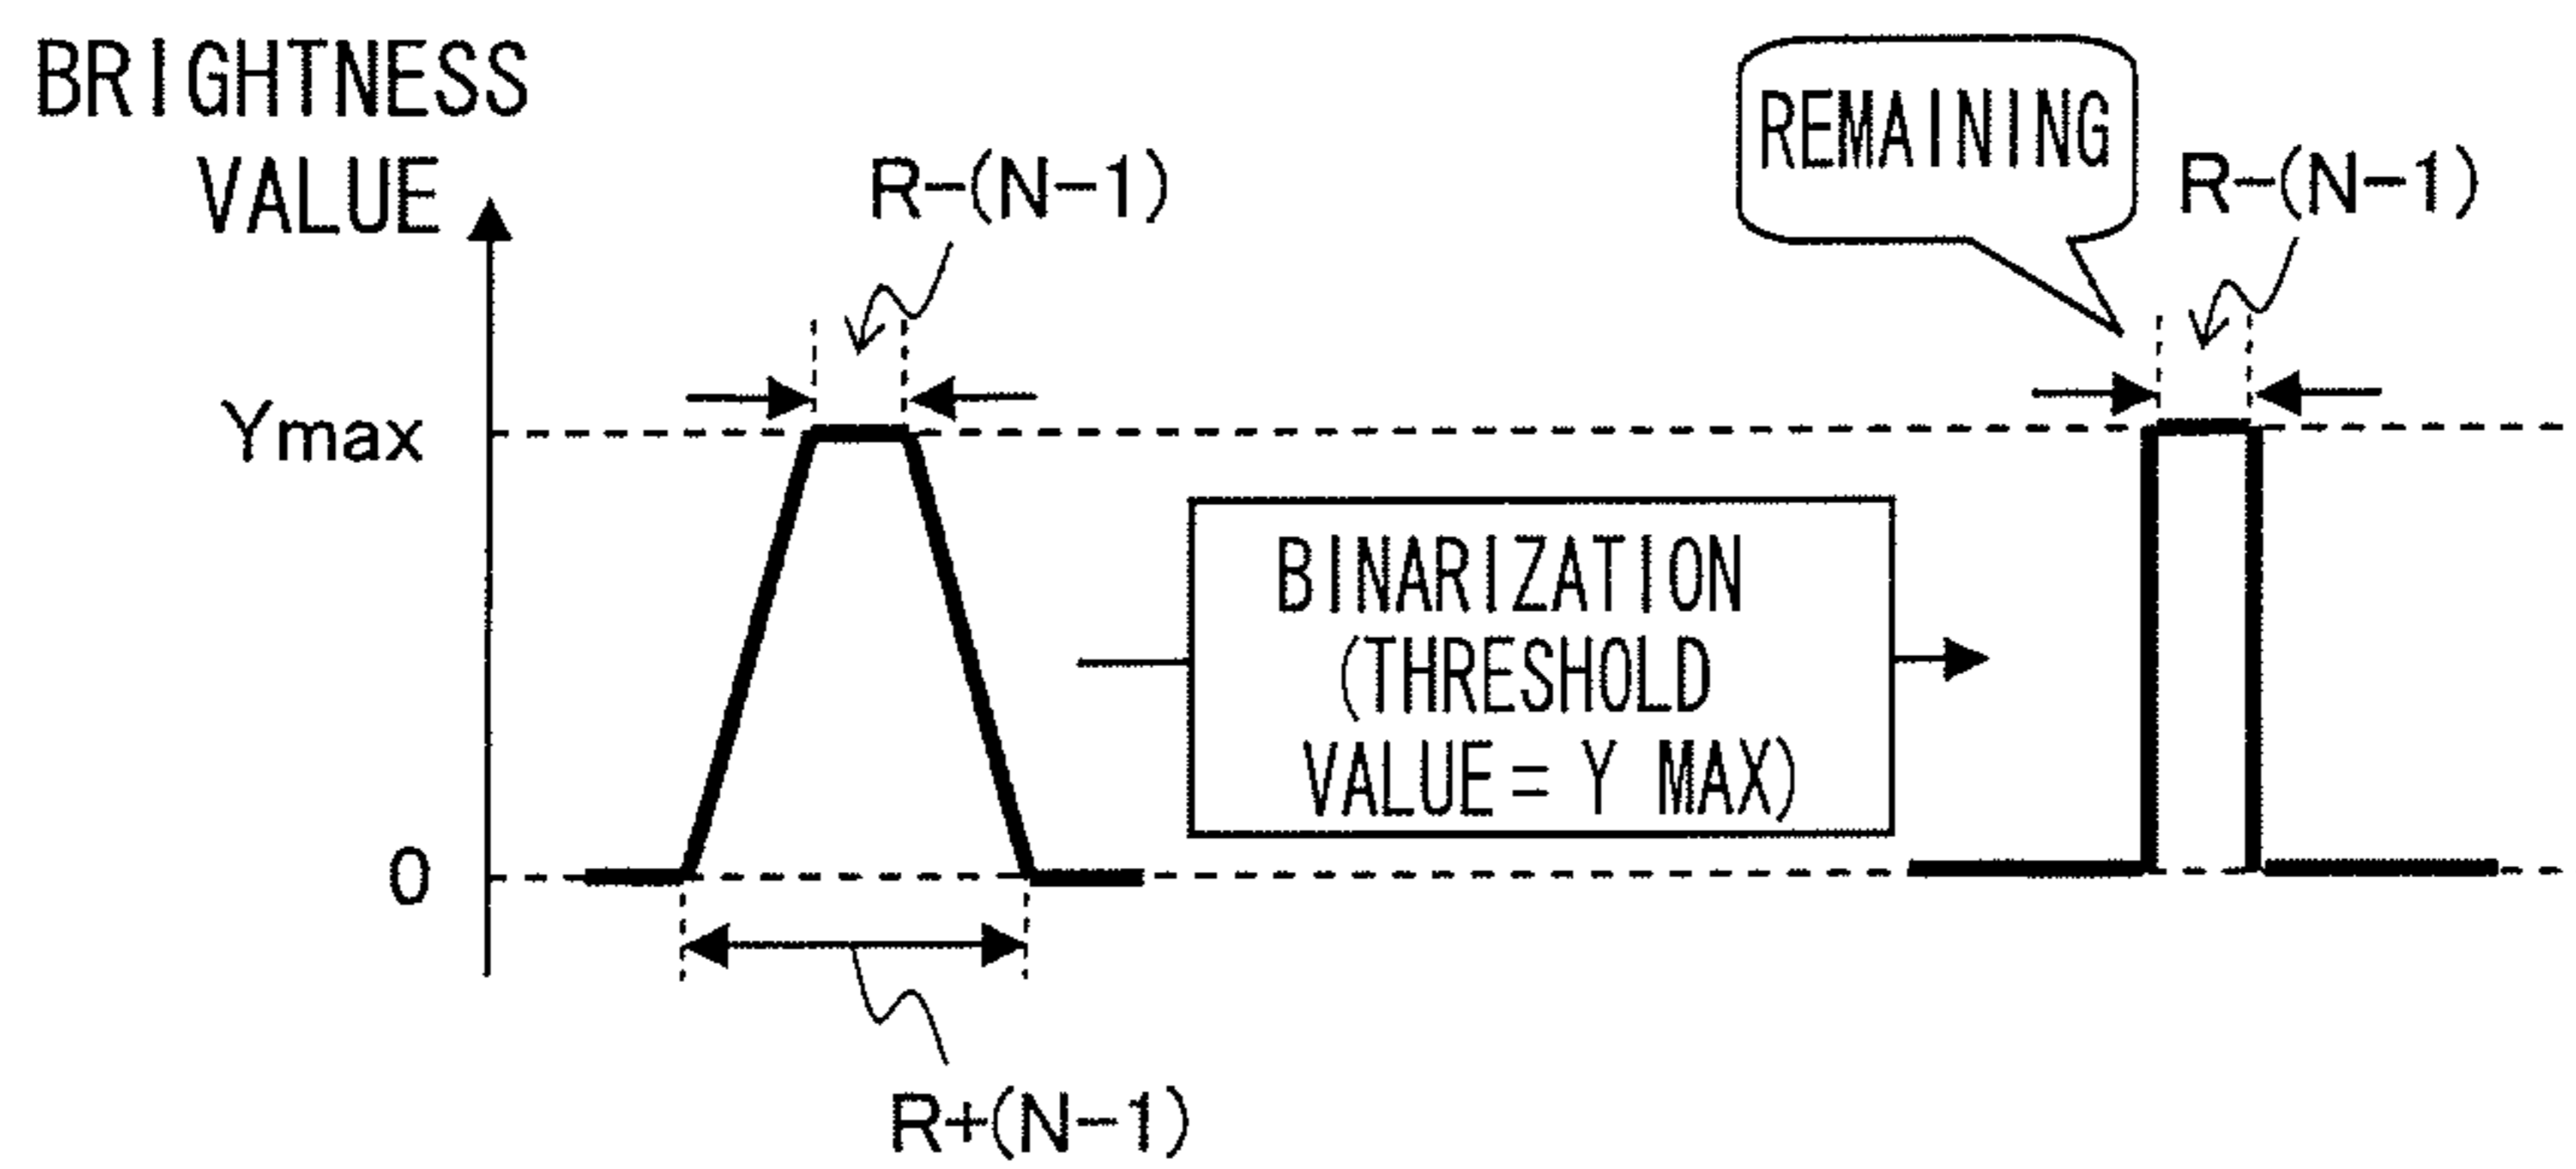 BRIGHTNESS
VALUE
R-(N-1)
REMAINING
R-(N-1)
Ymax
BINARIZATION
(THRESHOLD
VALUE= Y MAX)
0
R+(N-1)